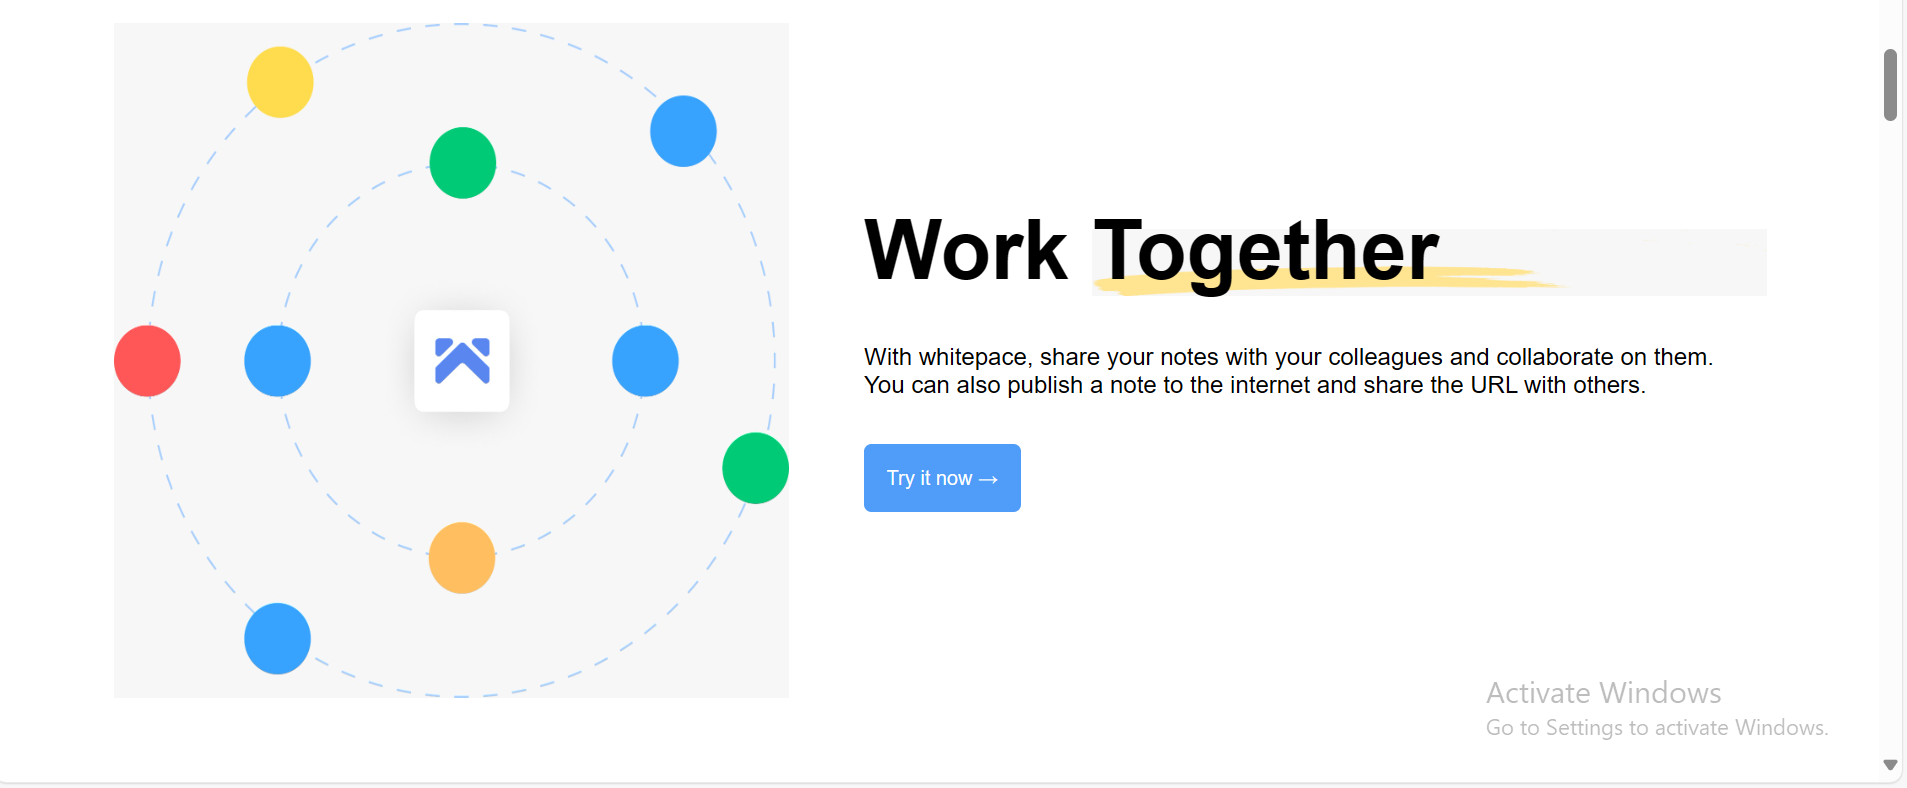 Work Together
With whitepace, share your notes with your colleagues and collaborate on them.
You can also publish a note to the internet and share the URL with others.
Try it now →
Activate Windows
Go to Settings to activate Windows.